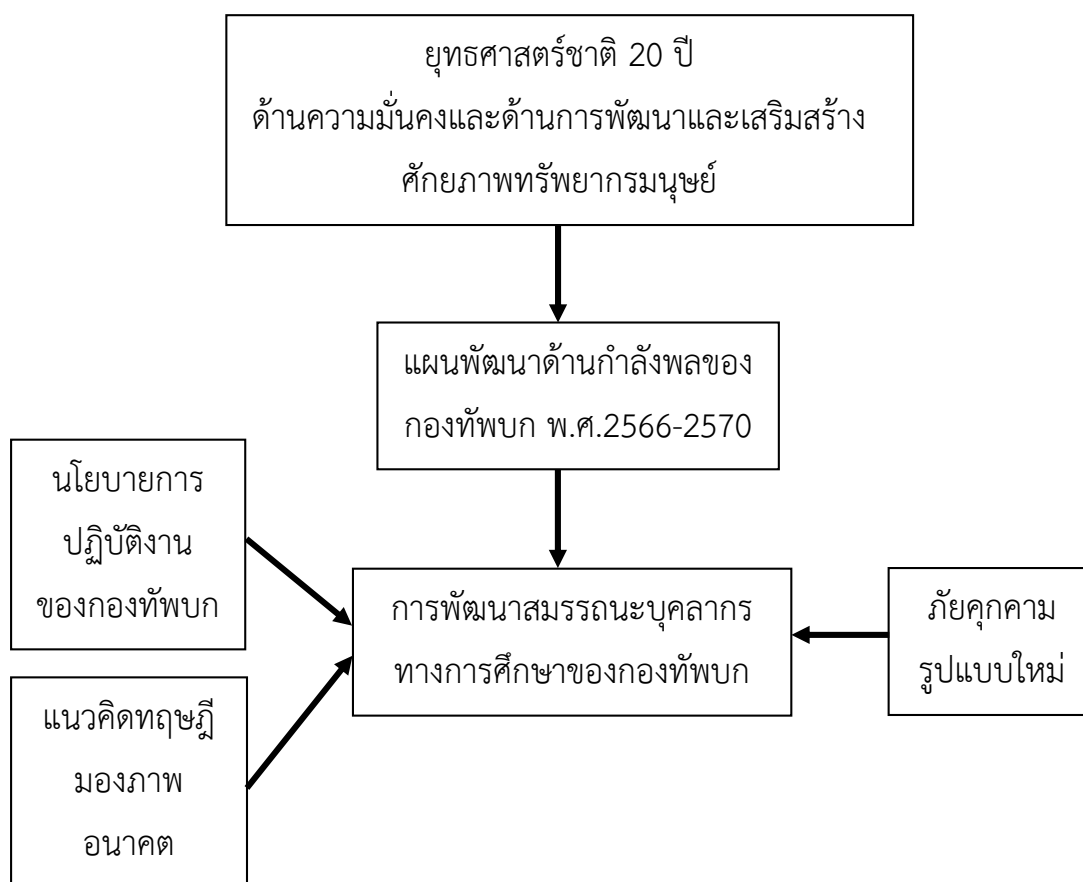 ยุทธศาสตร์ชาติ 20 ปี
ด้านความมั่นคงและด้านการพัฒนาและเสริมสร้าง
ศักยภาพทรัพยากรมนุษย์
แผนพัฒนาด้านกำลังพลของ
กองทัพบก พ.ศ.2566-2570
นโยบายการ
ปฏิบัติงาน
ของกองทัพบก
การพัฒนาสมรรถนะบุคลากร
ทางการศึกษาของกองทัพบก
ภัยคุกคาม
รูปแบบใหม่
แนวคิดทฤษฎี
มองภาพ
อนาคต